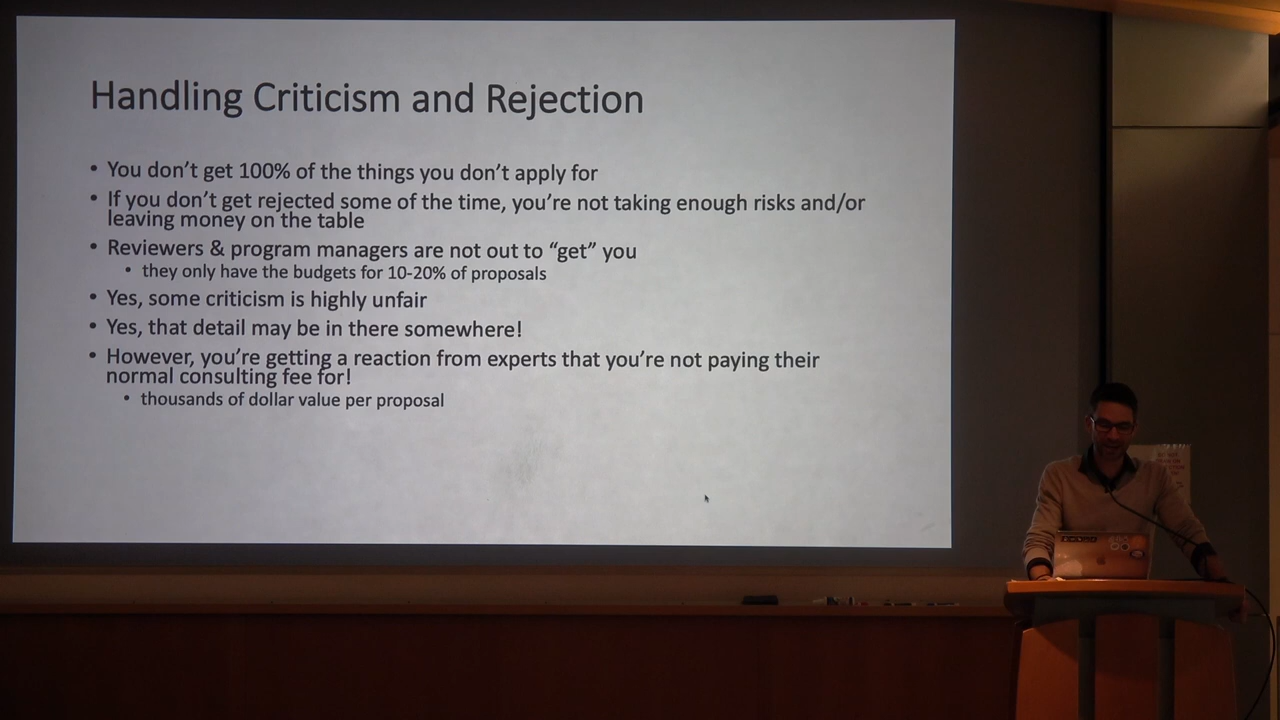 Handling Criticism and Rejection
• You don't get 100% of the things you don't apply for
• If you don't get rejected some of the time, you're not taking enough risks and/or
leaving money on the table
• Reviewers & program managers are not out to “get” you
• they only have the budgets for 10-20% of proposals
• Yes, some criticism is highly unfair
• Yes, that detail may be in there somewhere!
• However, you're getting a reaction from experts that you're not paying their
normal consulting fee for!
• thousands of dollar value per proposal